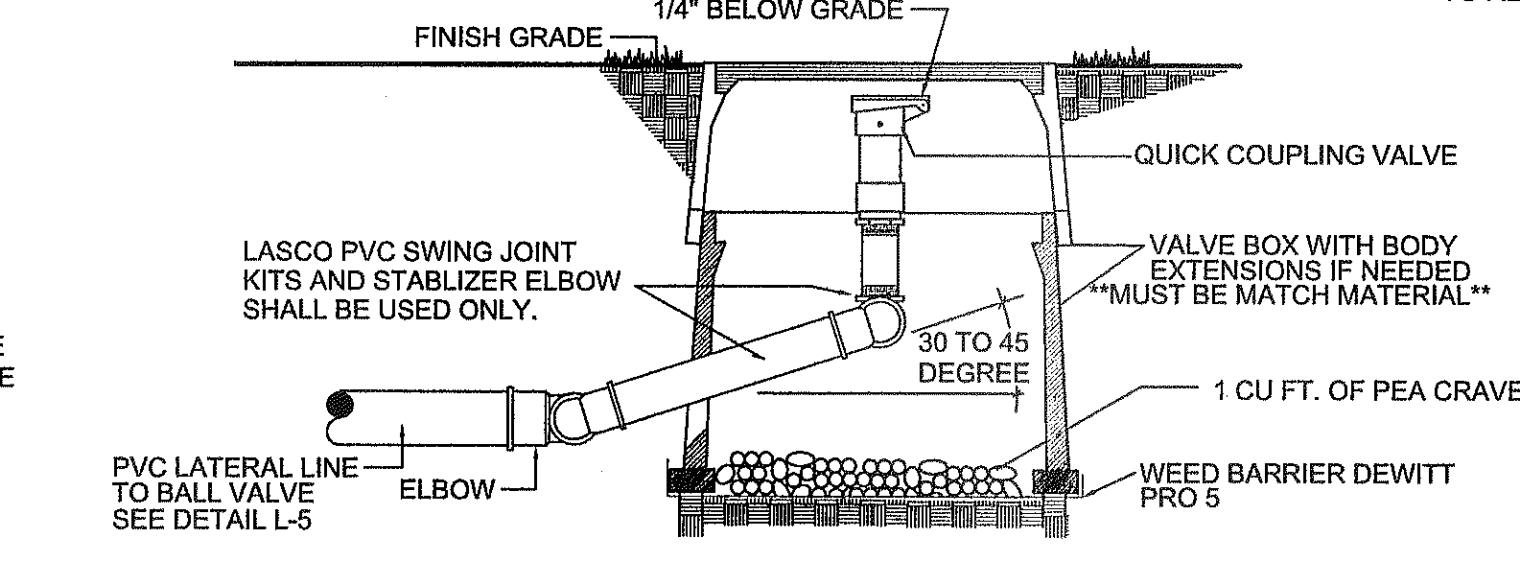 1/4" BELOW GRADE
FINISH GRADE
QUICK COUPLING VALVE
LASCO PVC SWING JOINT
KITS AND STABLIZER ELBOW
SHALL BE USED ONLY.
VALVE BOX WITH BODY
EXTENSIONS IF NEEDED
**MUST BE MATCH MATERIAL**
30 TO 45
DEGREE
1 CU FT. OF PEA CRAVE
PVC LATERAL LINE
TO BALL VALVE
SEE DETAIL L-5
ELBOW
WEED BARRIER DEWITT
PRO 5
E
E